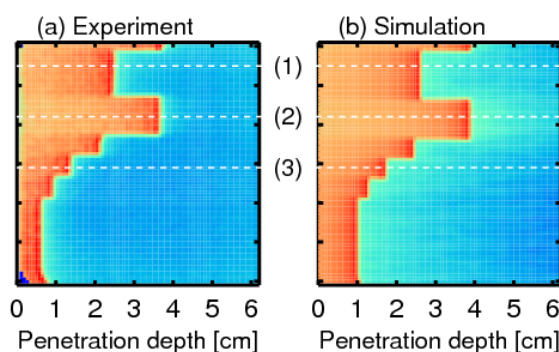 (a) Experiment (b) Simulation
(1)
(2)
(3)
0 1 2 3 4 5 6 0 1 2 3 4 5 6
Penetration depth [cm] Penetration depth [cm]